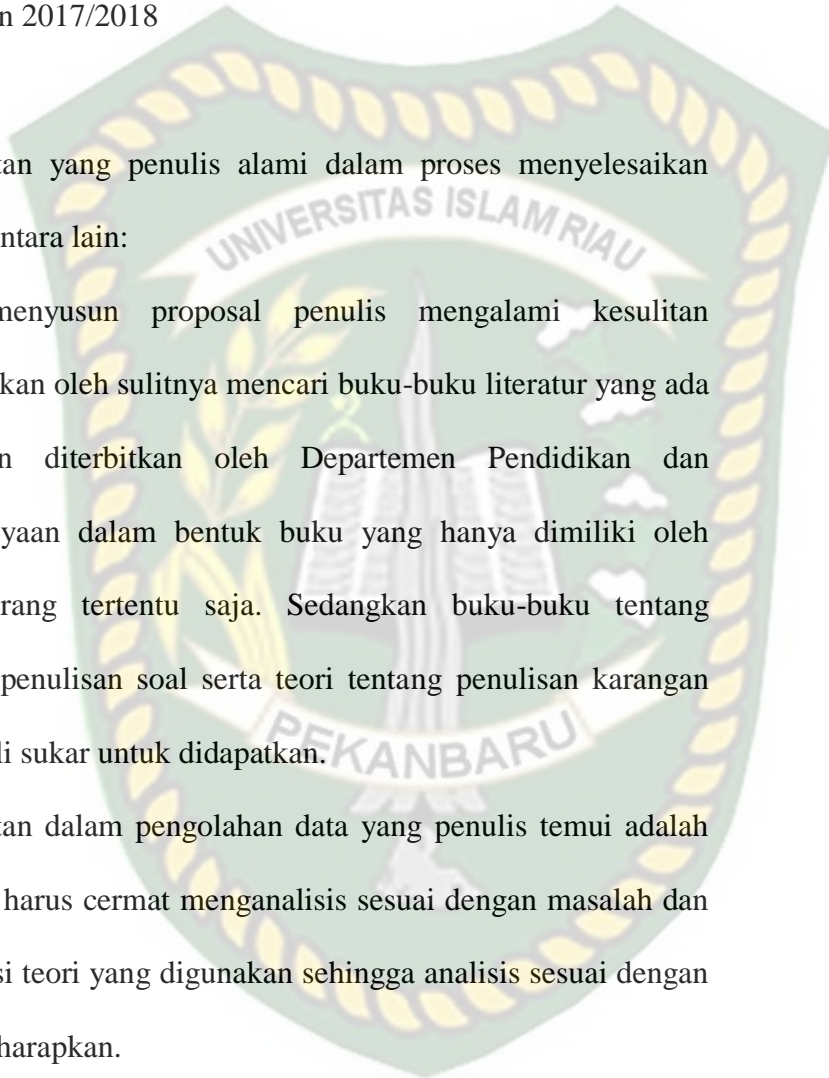 n 2017/2018
tan yang penulis alami dalam proses menyelesaikan
ntara lain:
menyusun proposal penulis mengalami kesulitan
kan oleh sulitnya mencari buku-buku literatur yang ada
n diterbitkan oleh Departemen Pendidikan dan
yaan dalam bentuk buku yang hanya dimiliki oleh
rang tertentu saja. Sedangkan buku-buku tentang
penulisan soal serta teori tentang penulisan karangan
li sukar untuk didapatkan.
tan dalam pengolahan data yang penulis temui adalah
harus cermat menganalisis sesuai dengan masalah dan
si teori yang digunakan sehingga analisis sesuai dengan
harapkan.
UNIVERSITAS ISLAM RIAU
PEKANBARU